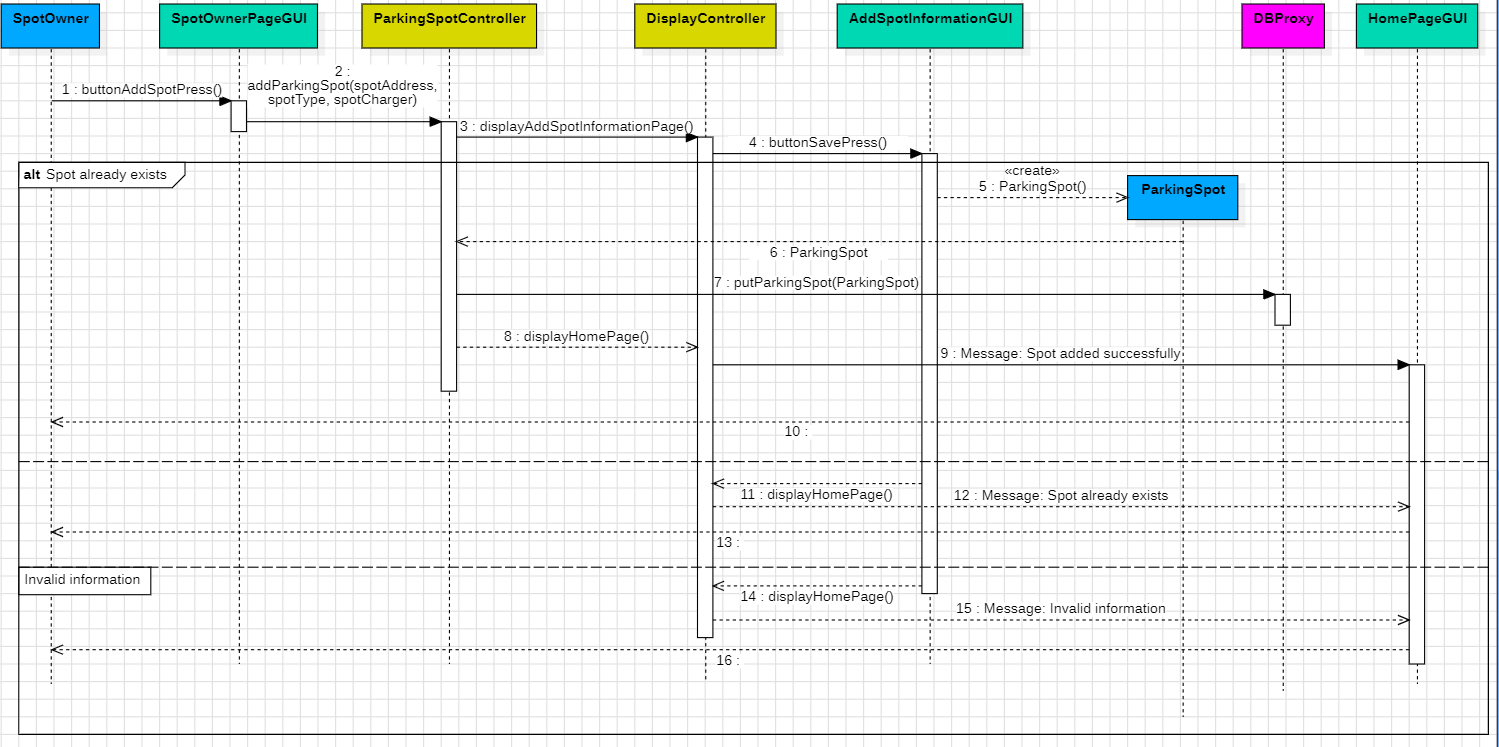 SpotOwner
SpotOwnerPageGUI
ParkingSpotController
DisplayController
AddSpotInformationGUI
DBProxy
HomePageGUI
1 : buttonAddSpotPress()
2 :
addParkingSpot(spotAddress,
spotType, spotCharger)
3 : displayAddSpotInformationPage()
4 : buttonSavePress()
alt Spot already exists
«create»
5 : ParkingSpot()
ParkingSpot
6 : ParkingSpot
7 : putParkingSpot(ParkingSpot)
8 : displayHomePage()
9 : Message: Spot added successfully
10 :
11 : displayHomePage()
12 : Message: Spot already exists
13 :
Invalid information
14 : displayHomePage()
15 : Message: Invalid information
16 :